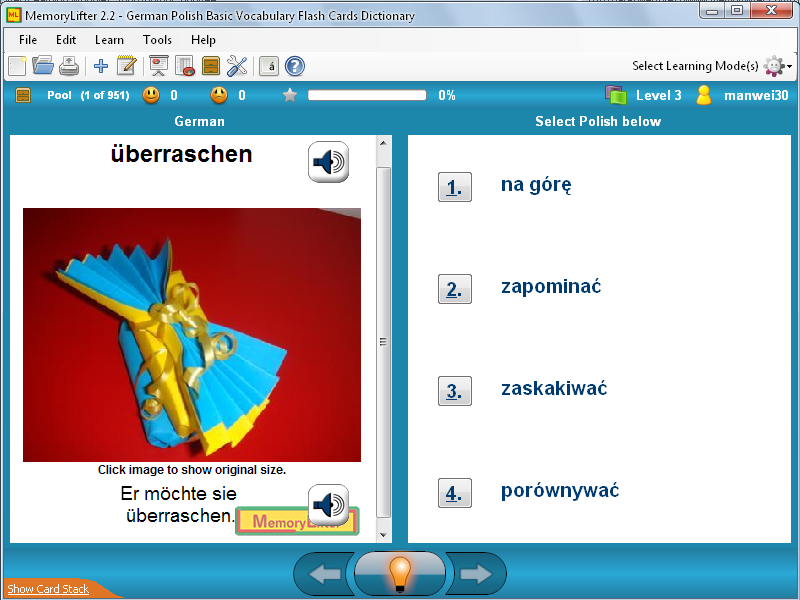 MemoryLifter 2.2 - German Polish Basic Vocabulary Flash Cards Dictionary
File Edit Learn Tools Help
á ? Select Learning Mode(s)
Pool (1 of 951) 0 0 0% Level 3 manwei30
German
Select Polish below
überraschen
Click image to show original size.
Er möchte sie
überraschen.
MemoryLifter
1. na górę
2. zapominać
3. zaskakiwać
4. porównywać
Show Card Stack